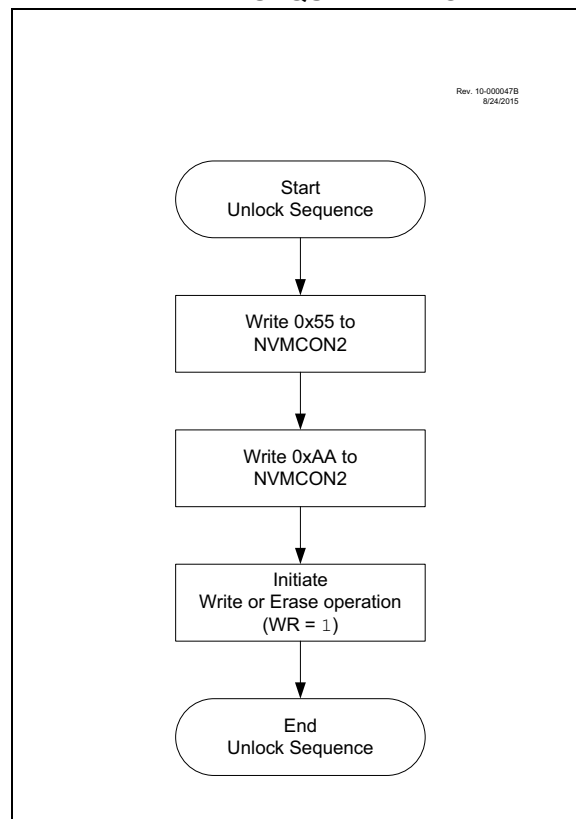 Rev. 10-000047B
8/24/2015
Start
Unlock Sequence
Write 0x55 to
NVMCON2
Write 0xAA to
NVMCON2
Initiate
Write or Erase operation
(WR = 1)
End
Unlock Sequence